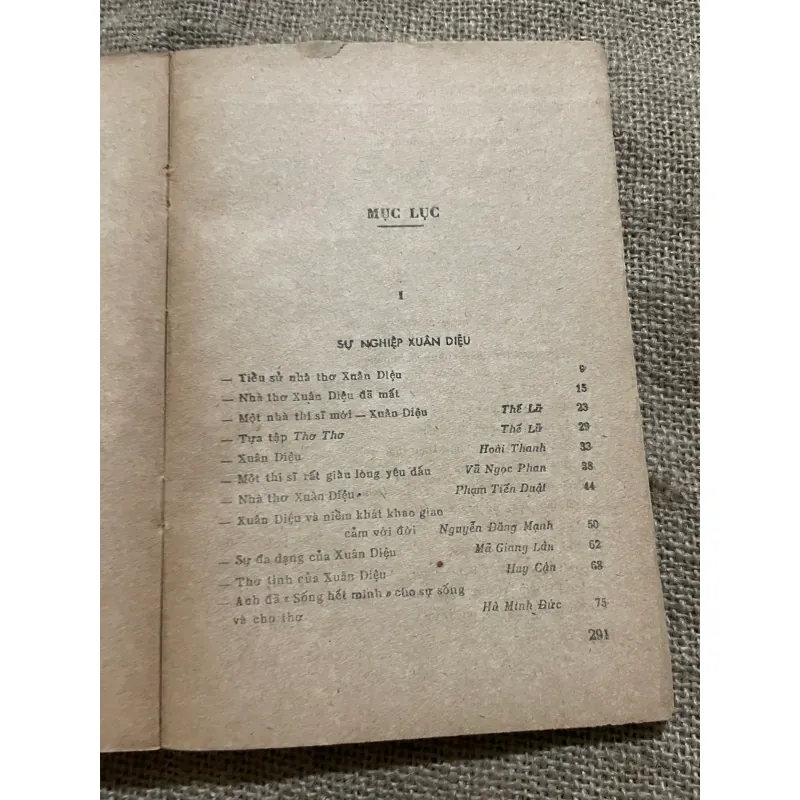 MỤC LỤC
I
SỰ NGHIỆP XUÂN DIỆU
— Tiểu sử nhà thơ Xuân Diệu 9
— Nhà thơ Xuân Diệu đã mất 15
— Một nhà thi sĩ mới — Xuân Diệu Thế Lữ 23
— Tựa tập Thơ Thơ Thế Lữ 29
— Xuân Diệu Hoài Thanh 33
— Một thi sĩ rất giàu lòng yêu dấu Vũ Ngọc Phan 38
— Nhà thơ Xuân Diệu Phạm Tiến Duật 44
— Xuân Diệu và niềm khát khao giao
cảm với đời Nguyễn Đăng Mạnh 50
— Sự đa dạng của Xuân Diệu Mã Giang Lân 62
— Thơ tình của Xuân Diệu Huy Cận 68
— Anh đã « Sống hết mình » cho sự sống
và cho thơ Hà Minh Đức 75
291